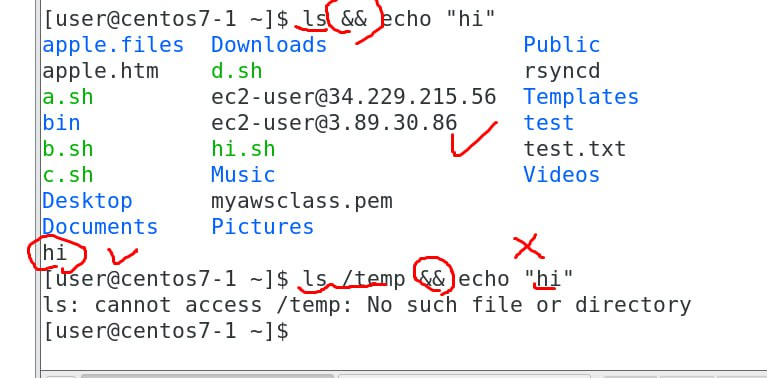 [user@centos7-1 ~]$ ls && echo "hi"
apple.files  Downloads                Public
apple.htm    d.sh                     rsyncd
a.sh         ec2-user@34.229.215.56   Templates
bin          ec2-user@3.89.30.86      test
b.sh         hi.sh                    test.txt
c.sh         Music                    Videos
Desktop      myawsclass.pem
Documents    Pictures
hi
[user@centos7-1 ~]$ ls /temp && echo "hi"
ls: cannot access /temp: No such file or directory
[user@centos7-1 ~]$